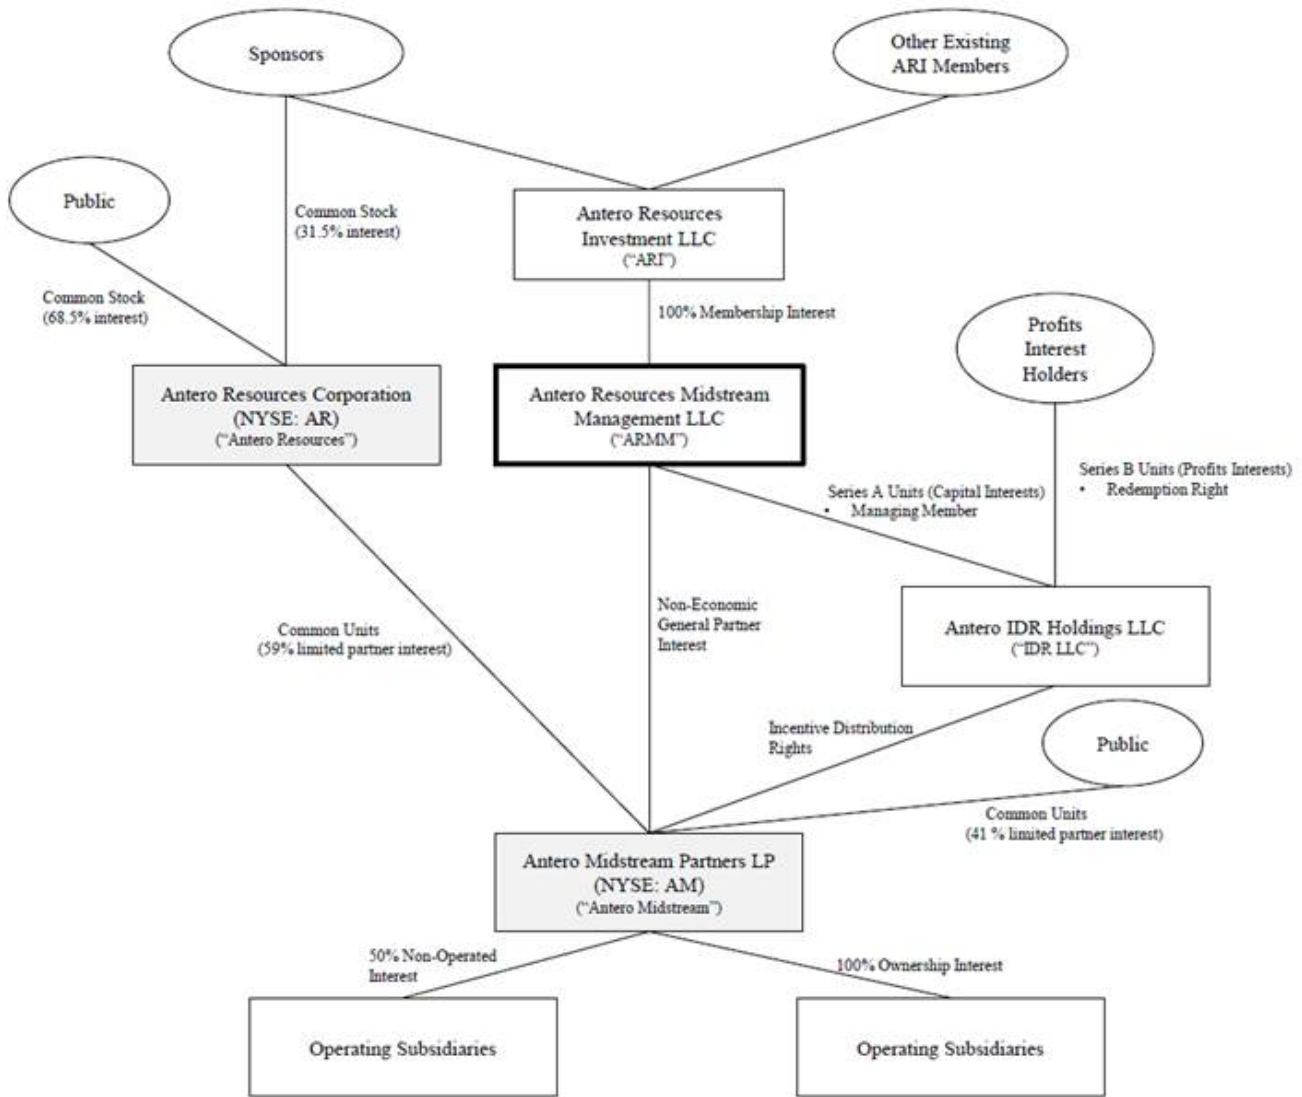 Sponsors
Other Existing
ARI Members
Public
Common Stock
(31.5% interest)
Antero Resources
Investment LLC
(“ARI”)
Common Stock
(68.5% interest)
100% Membership Interest
Profits
Interest
Holders
Antero Resources Corporation
(NYSE: AR)
(“Antero Resources”)
Antero Resources Midstream
Management LLC
(“ARMM”)
Series A Units (Capital Interests)
• Managing Member
Series B Units (Profits Interests)
• Redemption Right
Non-Economic
General Partner
Interest
Common Units
(59% limited partner interest)
Antero IDR Holdings LLC
(“IDR LLC”)
Incentive Distribution
Rights
Public
Common Units
(41 % limited partner interest)
Antero Midstream Partners LP
(NYSE: AM)
(“Antero Midstream”)
50% Non-Operated
Interest
100% Ownership Interest
Operating Subsidiaries
Operating Subsidiaries